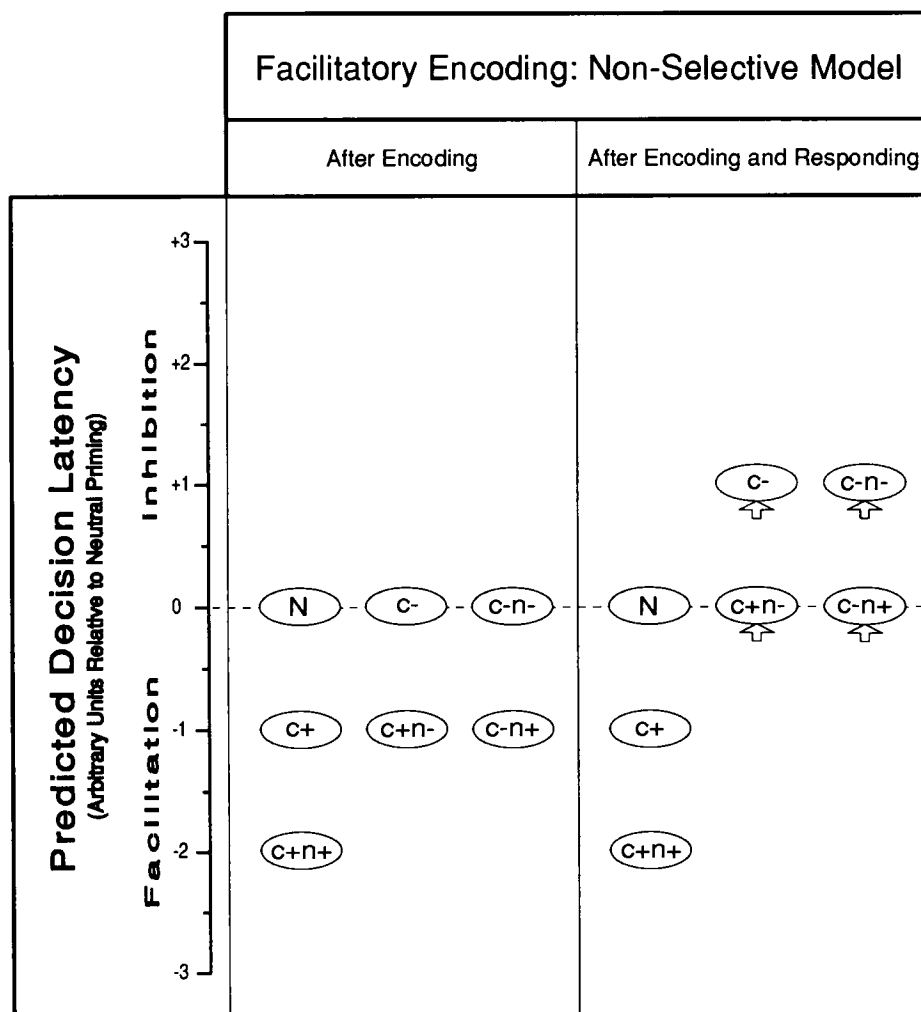 Facilitatory Encoding: Non-Selective Model
After Encoding
After Encoding and Responding
Predicted Decision Latency
(Arbitrary Units Relative to Neutral Priming)
Inhibition
Facilitation
+3
+2
+1
0
-1
-2
-3
N c- c-n-
c+ c+n- c-n+
c+n+
c- c-n-
N c+n- c-n+
c+
c+n+